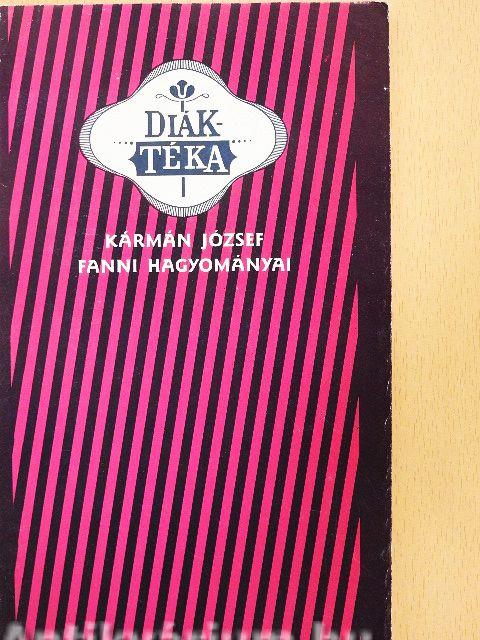 DIÁK-
TÉKA
KÁRMÁN JÓZSEF
FANNI HAGYOMÁNYAI